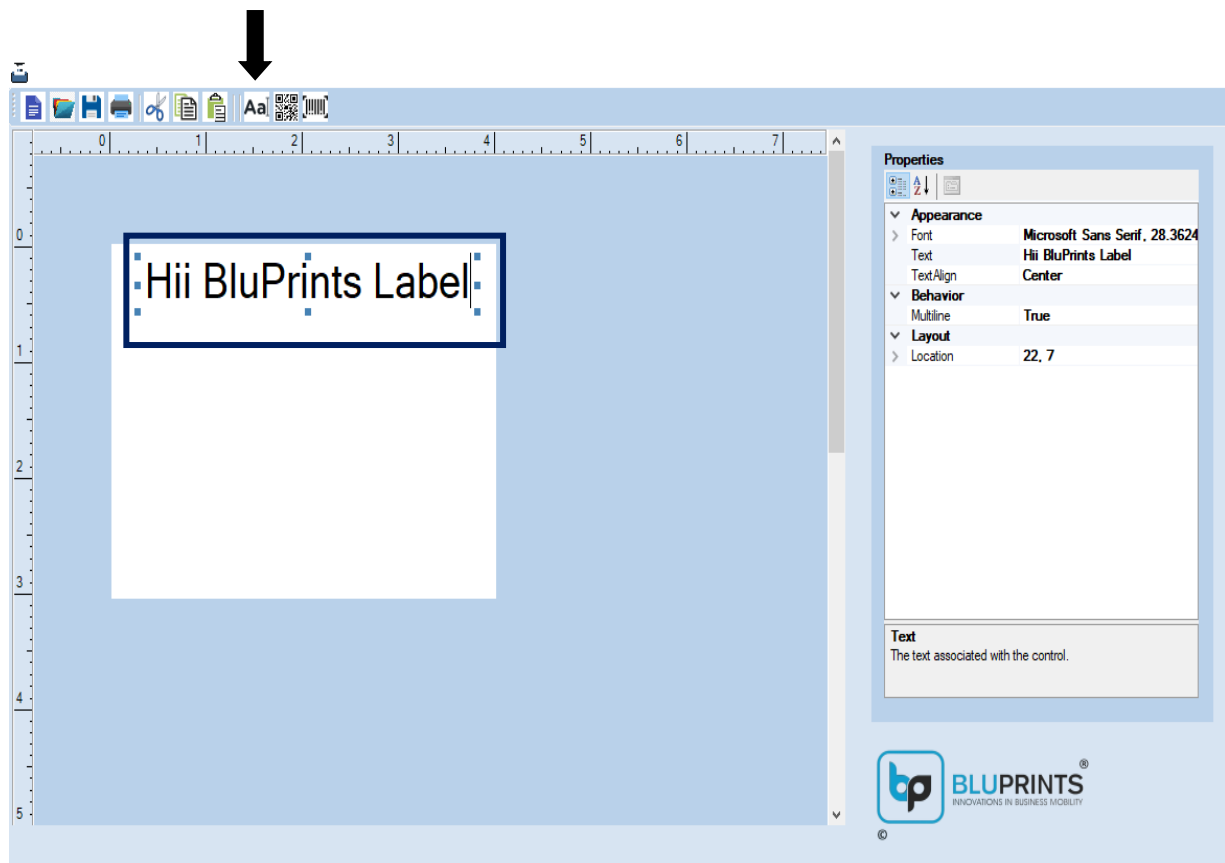 Aa
0 1 2 3 4 5 6 7
Properties
A
Z
Appearance
Font Microsoft Sans Serif, 28.3624
Text Hii BluPrints Label
TextAlign Center
Behavior
Multiline True
Layout
Location 22, 7
0
Hii BluPrints Label
1
2
3
4
5
Text
The text associated with the control.
bp BLUPRINTS ®
INNOVATIONS IN BUSINESS MOBILITY
©